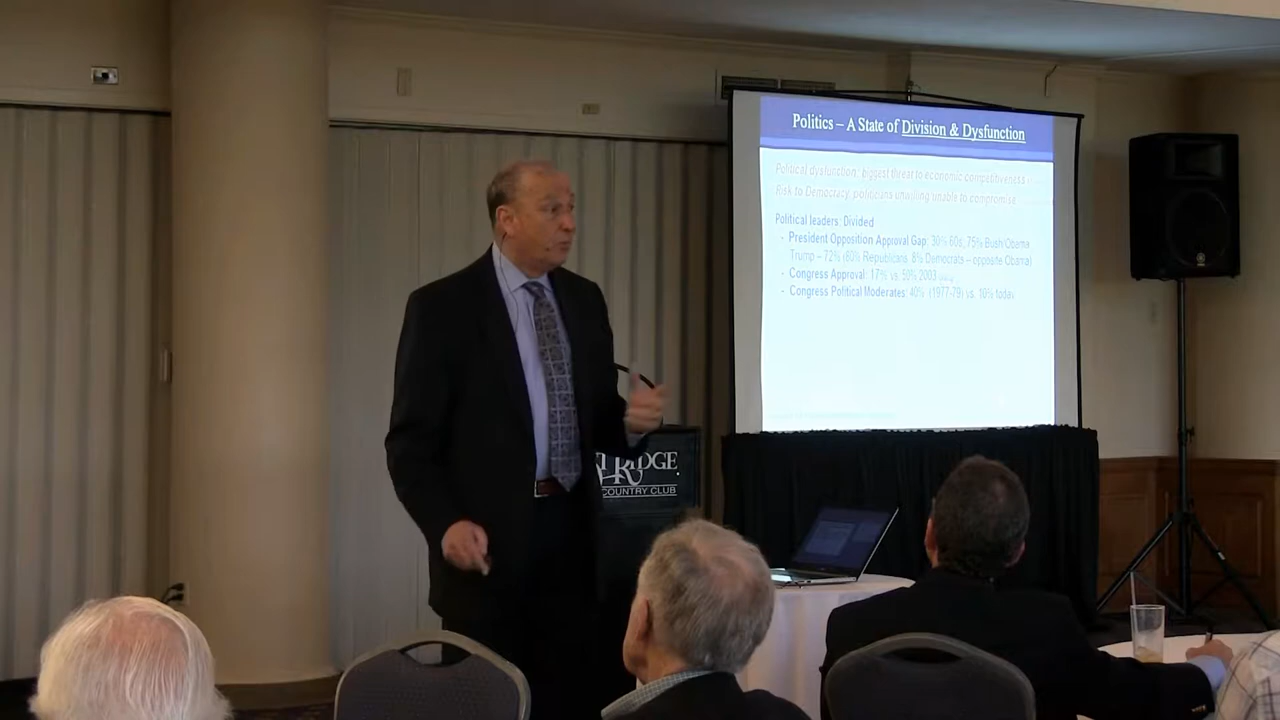 Politics – A State of Division & Dysfunction
Political dysfunction: biggest threat to economic competitiveness
Risk to Democracy: politicians unwilling/unable to compromise
Political leaders: Divided
- President Opposition Approval Gap: 30% 60s, 75% Bush/Obama
Trump – 72% (80% Republicans 8% Democrats – opposite Obama)
- Congress Approval: 17% vs. 50% 2003
- Congress Political Moderates: 40% (1977-79) vs. 10% today
RIDGE
COUNTRY CLUB